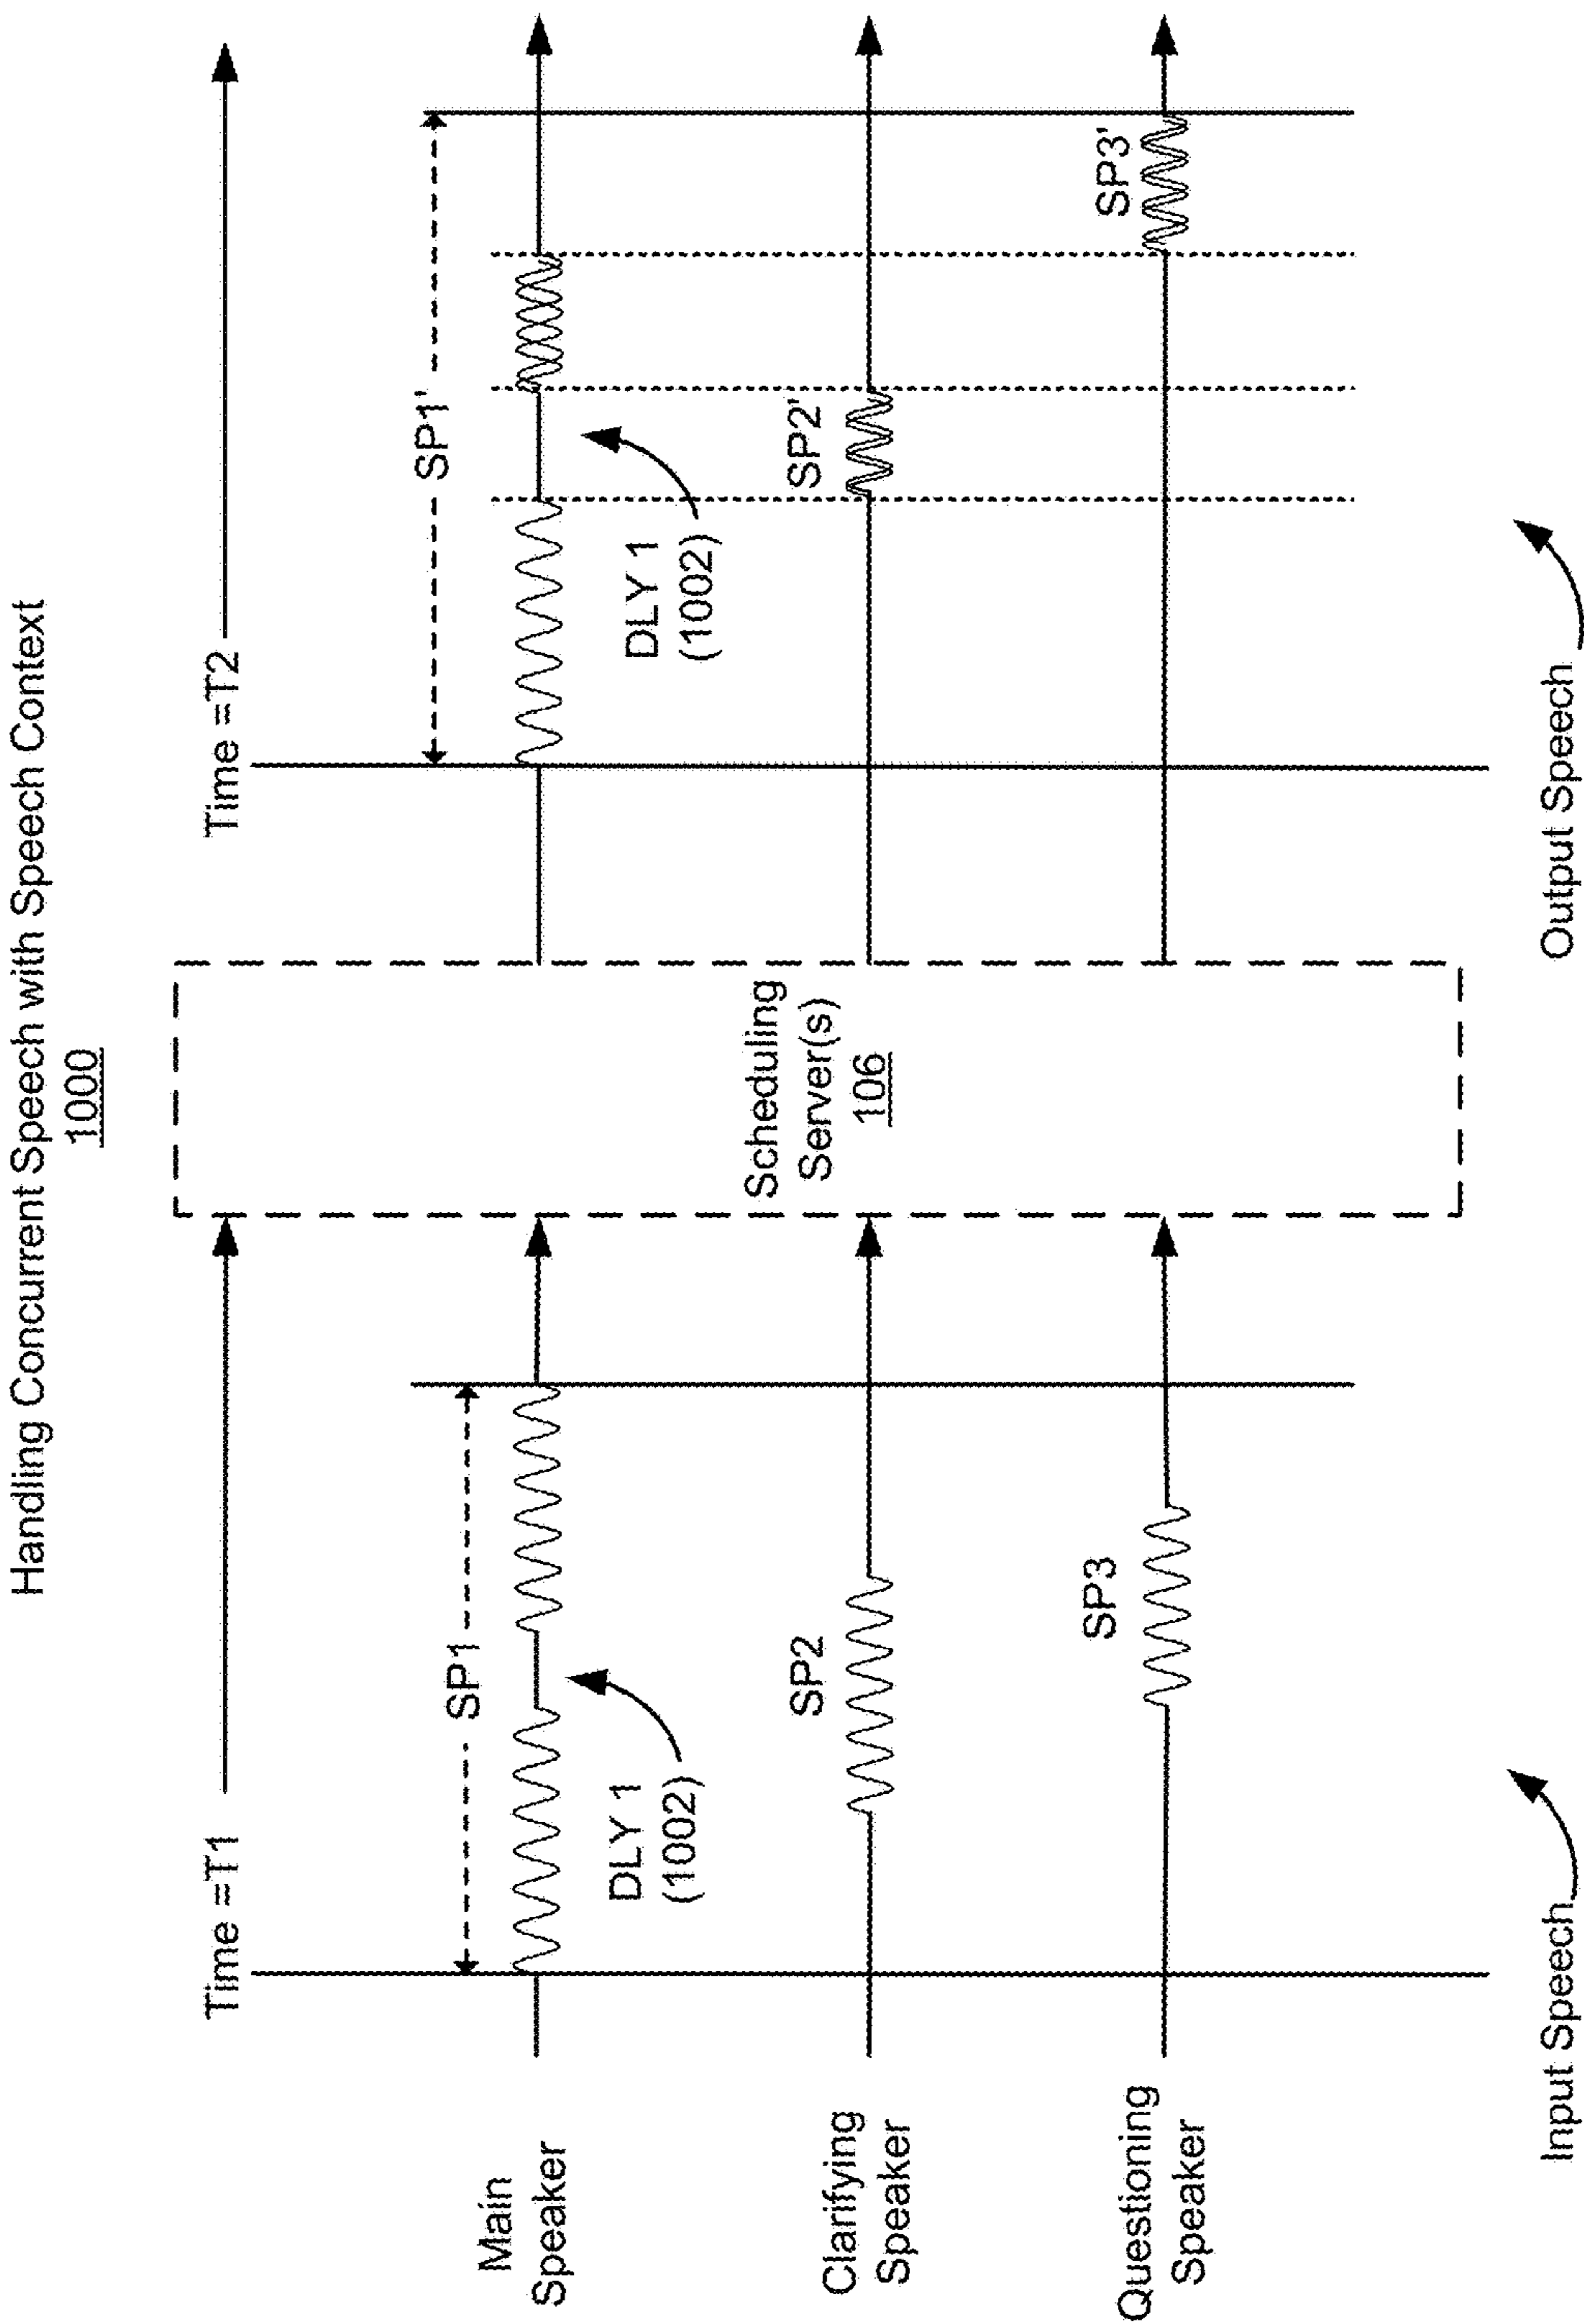 Handling Concurrent Speech with Speech Context
1000
Time =T1
Time =T2
SP1
SP1'
Main
Speaker
DLY 1
(1002)
DLY 1
(1002)
Scheduling
Server(s)
106
SP2
SP2'
Clarifying
Speaker
SP3
SP3'
Questioning
Speaker
Input Speech
Output Speech